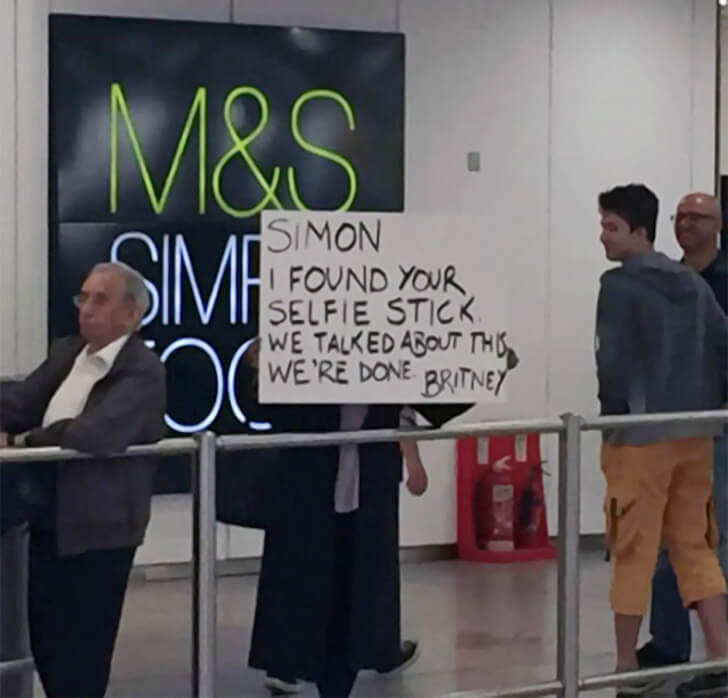 M&S
SIMON
I FOUND YOUR
SELFIE STICK.
WE TALKED ABOUT THIS
WE'RE DONE. BRITNEY